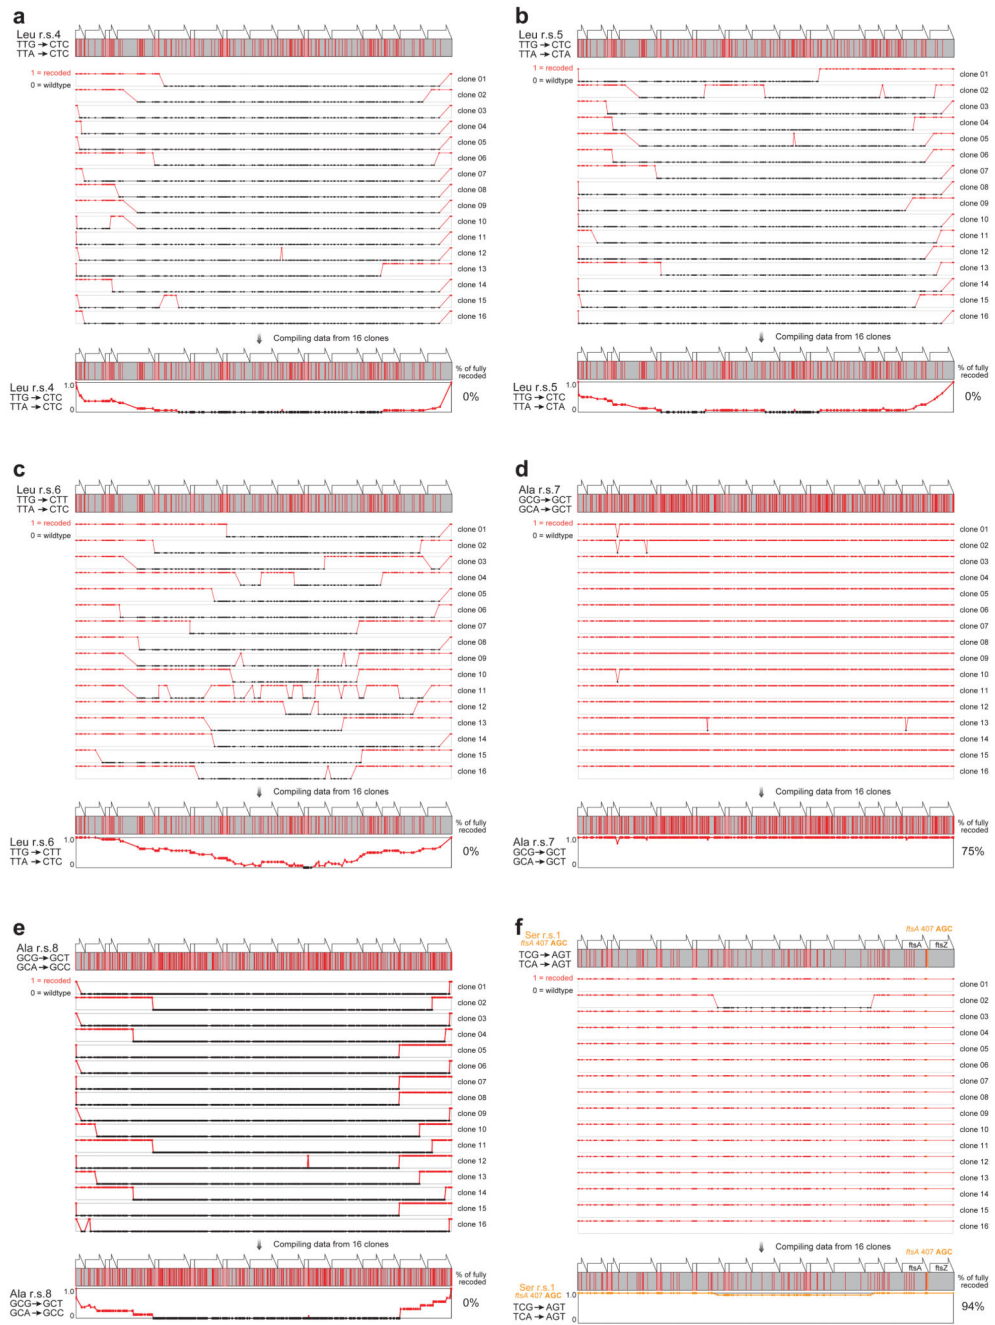 a
Leu r.s.4
TTG → CTC
TTA → CTC
1 = recoded
0 = wildtype
clone 01
clone 02
clone 03
clone 04
clone 05
clone 06
clone 07
clone 08
clone 09
clone 10
clone 11
clone 12
clone 13
clone 14
clone 15
clone 16
Compiling data from 16 clones
% of fully
recoded
Leu r.s.4
TTG → CTC
TTA → CTC
1.0
0
0%
b
Leu r.s.5
TTG → CTC
TTA → CTA
1 = recoded
0 = wildtype
clone 01
clone 02
clone 03
clone 04
clone 05
clone 06
clone 07
clone 08
clone 09
clone 10
clone 11
clone 12
clone 13
clone 14
clone 15
clone 16
Compiling data from 16 clones
% of fully
recoded
Leu r.s.5
TTG → CTC
TTA → CTA
1.0
0
0%
c
Leu r.s.6
TTG → CTT
TTA → CTC
1 = recoded
0 = wildtype
clone 01
clone 02
clone 03
clone 04
clone 05
clone 06
clone 07
clone 08
clone 09
clone 10
clone 11
clone 12
clone 13
clone 14
clone 15
clone 16
Compiling data from 16 clones
% of fully
recoded
Leu r.s.6
TTG → CTT
TTA → CTC
1.0
0
0%
d
Ala r.s.7
GCG → GCT
GCA → GCT
1 = recoded
0 = wildtype
clone 01
clone 02
clone 03
clone 04
clone 05
clone 06
clone 07
clone 08
clone 09
clone 10
clone 11
clone 12
clone 13
clone 14
clone 15
clone 16
Compiling data from 16 clones
% of fully
recoded
Ala r.s.7
GCG → GCT
GCA → GCT
1.0
0
75%
e
Ala r.s.8
GCG → GCT
GCA → GCC
1 = recoded
0 = wildtype
clone 01
clone 02
clone 03
clone 04
clone 05
clone 06
clone 07
clone 08
clone 09
clone 10
clone 11
clone 12
clone 13
clone 14
clone 15
clone 16
Compiling data from 16 clones
% of fully
recoded
Ala r.s.8
GCG → GCT
GCA → GCC
1.0
0
0%
f
Ser r.s.1
ftsA 407 AGC
TCG → AGT
TCA → AGT
ftsA 407 AGC
ftsA
ftsZ
1 = recoded
0 = wildtype
clone 01
clone 02
clone 03
clone 04
clone 05
clone 06
clone 07
clone 08
clone 09
clone 10
clone 11
clone 12
clone 13
clone 14
clone 15
clone 16
Compiling data from 16 clones
ftsA 407 AGC
ftsA
ftsZ
% of fully
recoded
Ser r.s.1
ftsA 407 AGC
TCG → AGT
TCA → AGT
1.0
0
94%